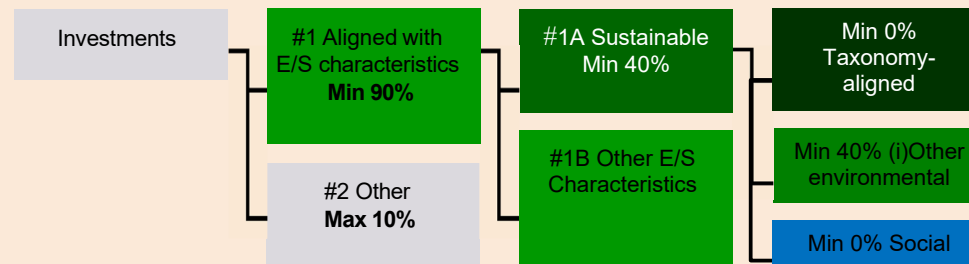 Investments
#1 Aligned with
E/S characteristics
Min 90%
#2 Other
Max 10%
#1A Sustainable
Min 40%
#1B Other E/S
Characteristics
Min 0%
Taxonomy-
aligned
Min 40% (i)Other
environmental
Min 0% Social